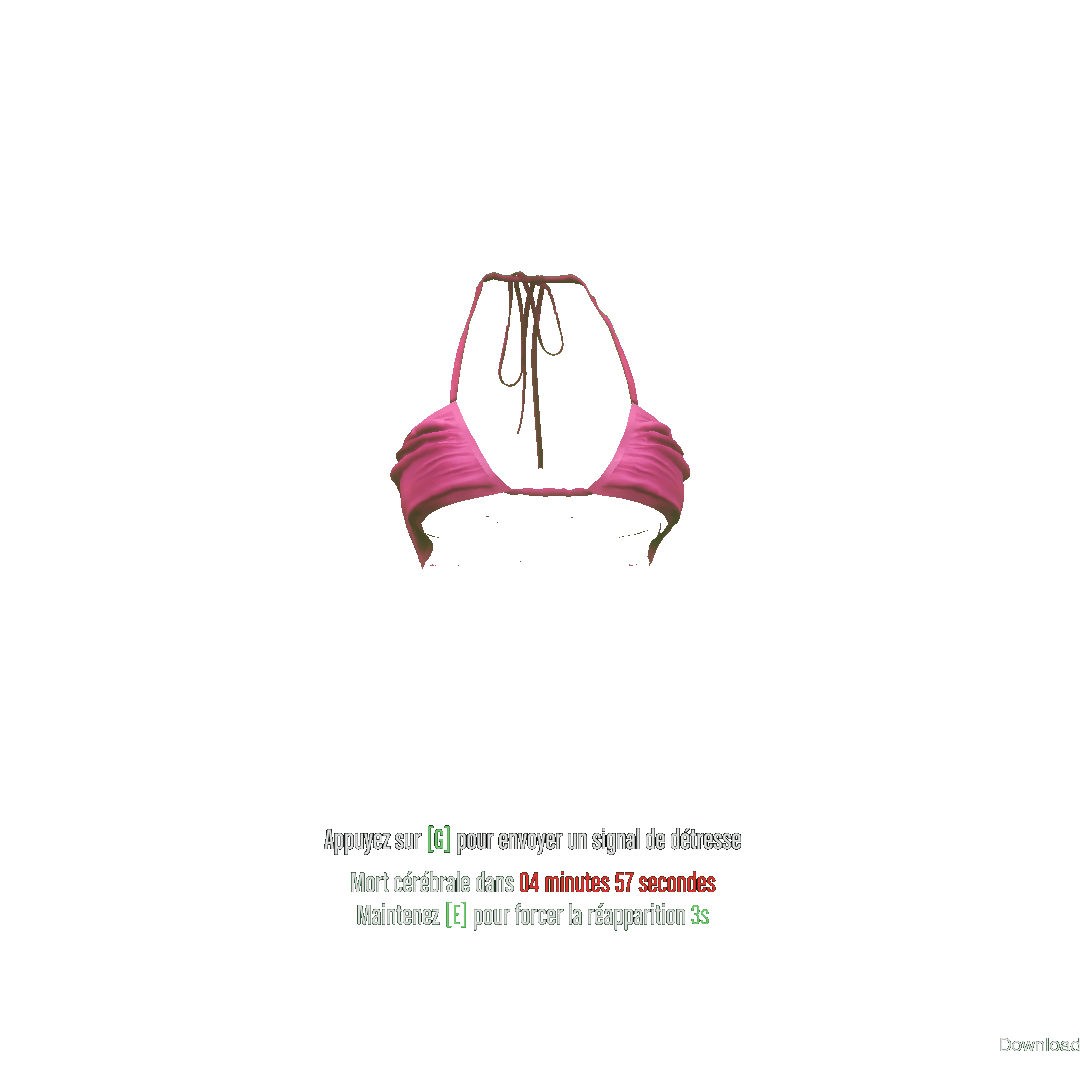 Appuyez sur [G] pour envoyer un signal de détresse
Mort cérébrale dans 04 minutes 57 secondes
Maintenez [E] pour forcer la réapparition 3s
Download